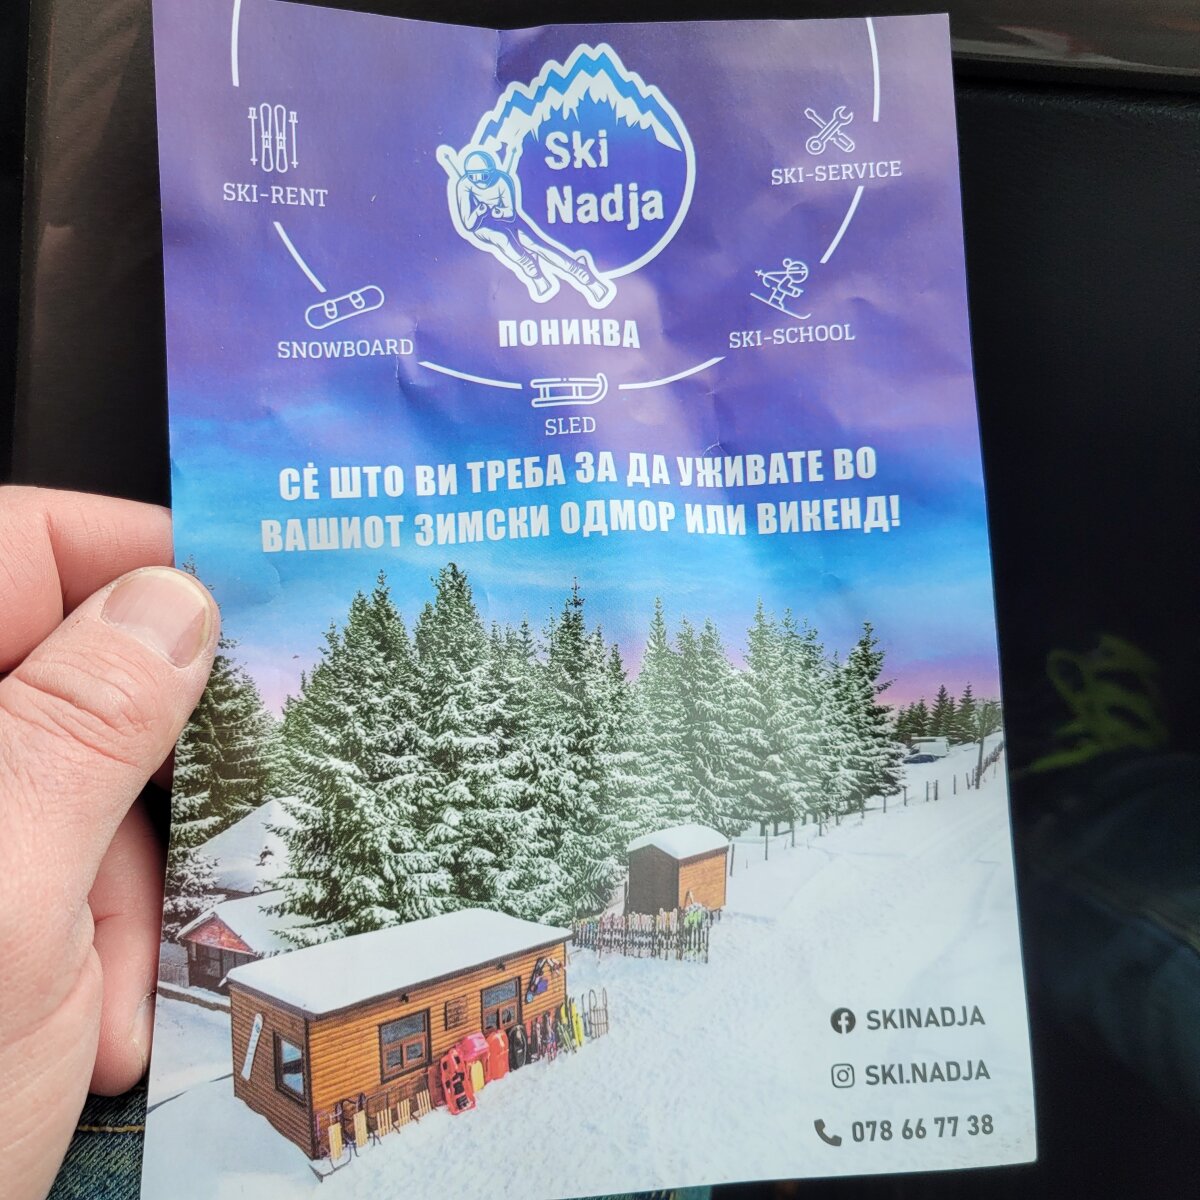 Ski
Nadja
ПОНИКВА
SKI-RENT
SNOWBOARD
SLED
SKI-SCHOOL
SKI-SERVICE
СЀ ШТО ВИ ТРЕБА ЗА ДА УЖИВАТЕ ВО
ВАШИОТ ЗИМСКИ ОДМОР ИЛИ ВИКЕНД!
SKINADJA
SKI.NADJA
078 66 77 38